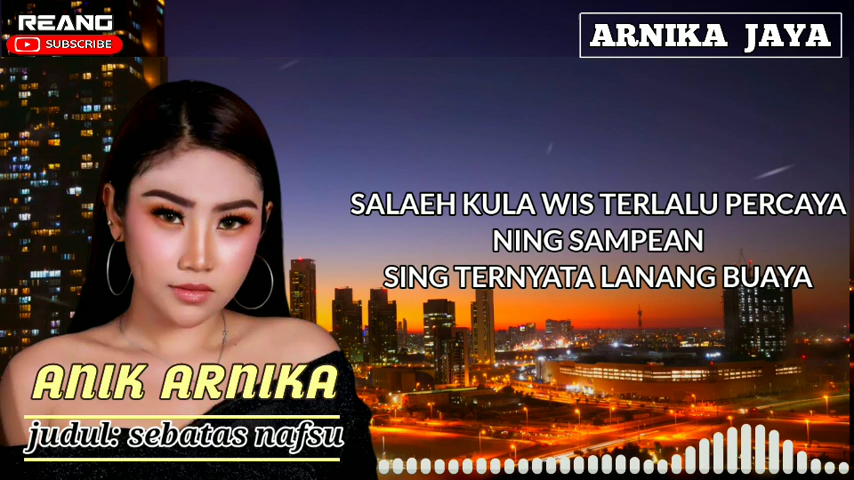 REANG
SUBSCRIBE
ARNIKA JAYA
SALAEH KULA WIS TERLALU PERCAYA
NING SAMPEAN
SING TERNYATA LANANG BUAYA
ANIK ARNIKA
judul: sebatas nafsu